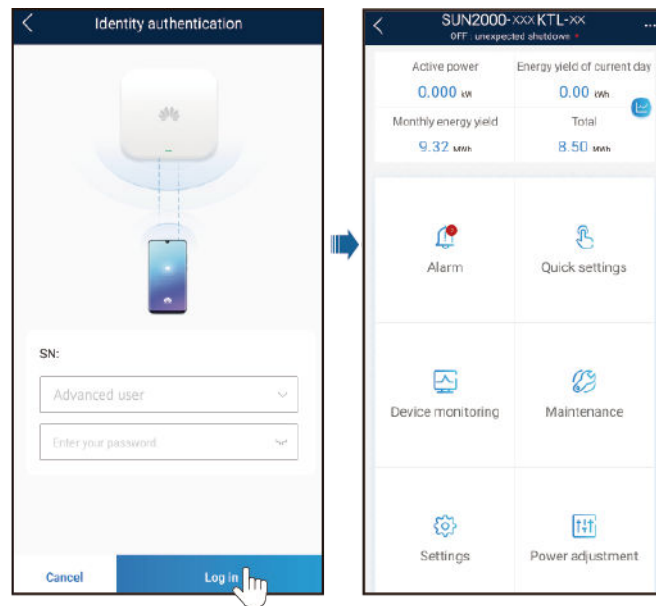 Identity authentication
SN:
Advanced user
Enter your password
Cancel
Log in
SUN2000-×××KTL-××
OFF : unexpected shutdown
Active power
Energy yield of current day
0.000 kW
0.00 kWh
Monthly energy yield
Total
9.32 MWh
8.50 MWh
Alarm
Quick settings
Device monitoring
Maintenance
Settings
Power adjustment